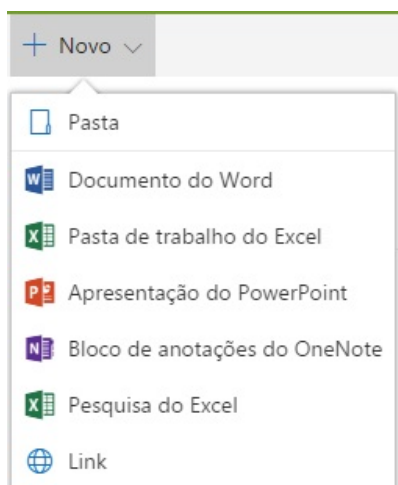 + Novo
Pasta
Documento do Word
Pasta de trabalho do Excel
Apresentação do PowerPoint
Bloco de anotações do OneNote
Pesquisa do Excel
Link